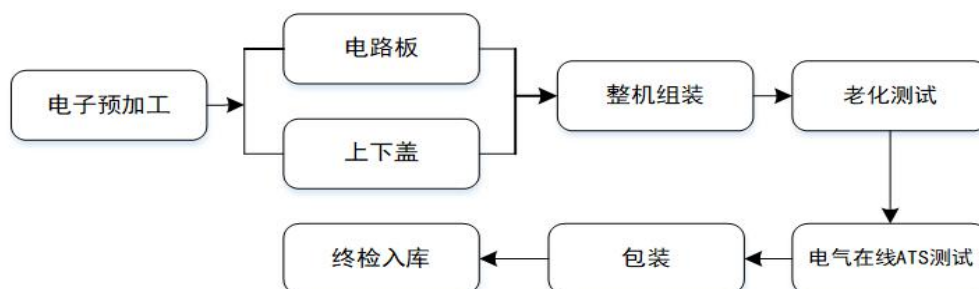 电子预加工
电路板
上下盖
整机组装
老化测试
电气在线ATS测试
包装
终检入库